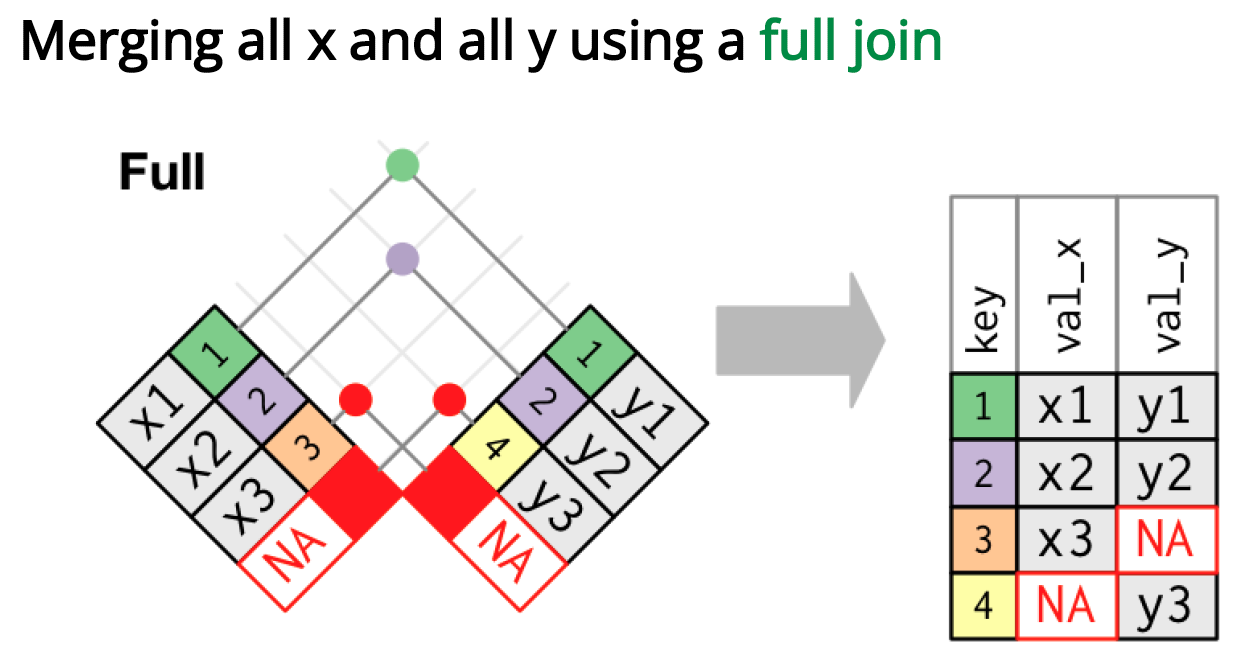 Merging all x and all y using a full join
Full
1
x1
2
x2
3
x3
NA
1
y1
2
y2
4
y3
NA
key val_x val_y
1 x1 y1
2 x2 y2
3 x3 NA
4 NA y3